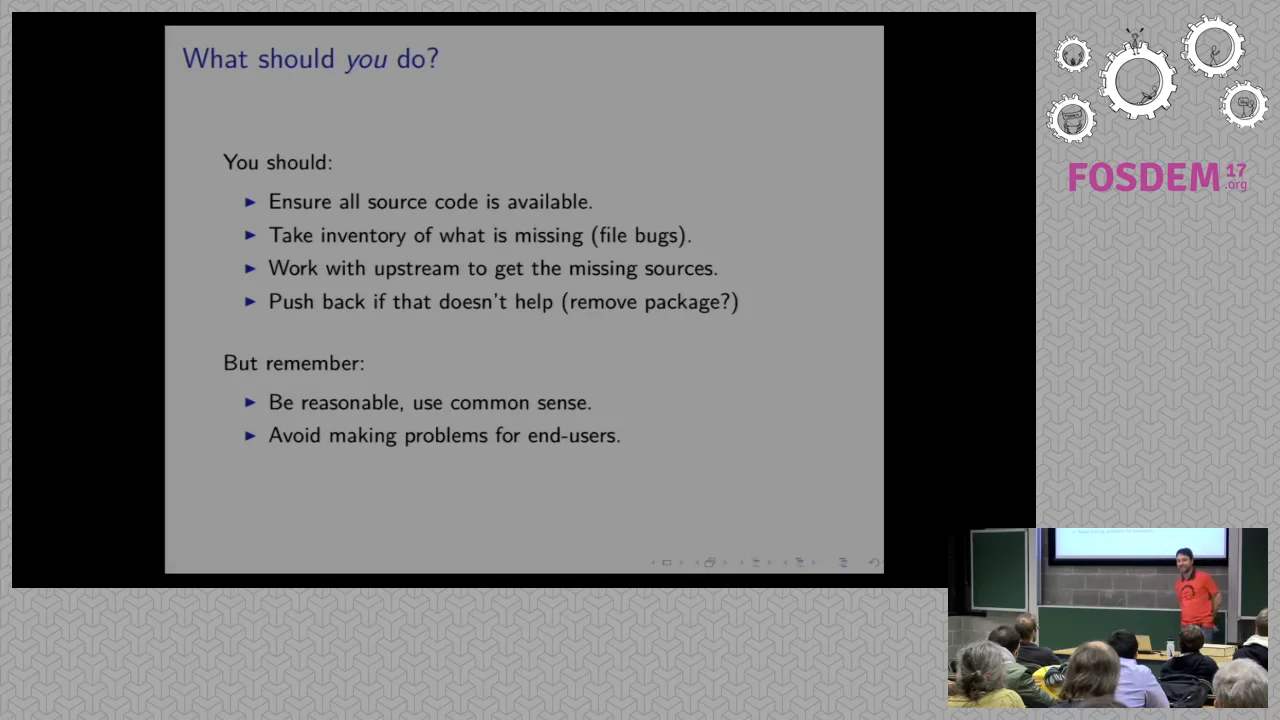 What should you do?
You should:
Ensure all source code is available.
Take inventory of what is missing (file bugs).
Work with upstream to get the missing sources.
Push back if that doesn't help (remove package?)
But remember:
Be reasonable, use common sense.
Avoid making problems for end-users.
FOSDEM 17
.org